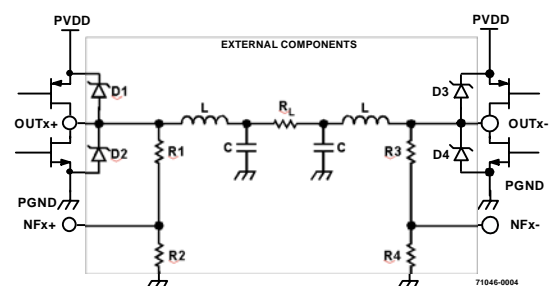 PVDD
PVDD
EXTERNAL COMPONENTS
D1
D3
L
RL
L
OUTx+
OUTx-
D2
C
C
D4
R1
R3
PGND
PGND
NFx+
NFx-
R2
R4
71046-0004